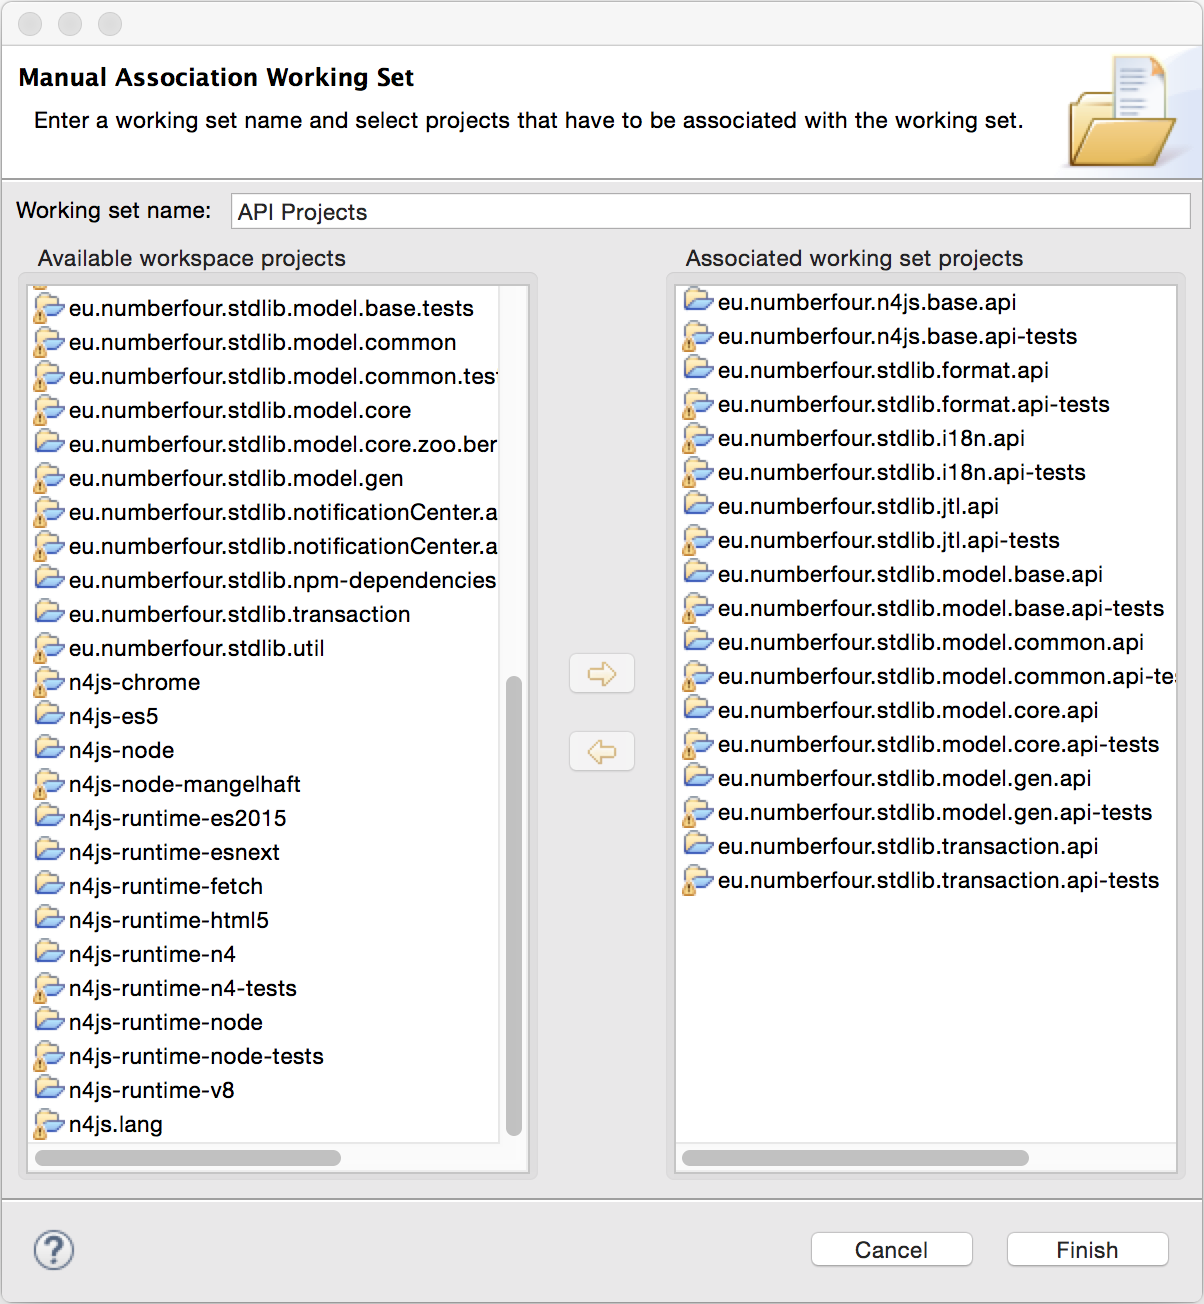 Manual Association Working Set
Enter a working set name and select projects that have to be associated with the working set.
Working set name: API Projects
Available workspace projects
eu.numberfour.stdlib.model.base.tests
eu.numberfour.stdlib.model.common
eu.numberfour.stdlib.model.common.tes
eu.numberfour.stdlib.model.core
eu.numberfour.stdlib.model.core.zoo.ber
eu.numberfour.stdlib.model.gen
eu.numberfour.stdlib.notificationCenter.a
eu.numberfour.stdlib.notificationCenter.a
eu.numberfour.stdlib.npm-dependencies
eu.numberfour.stdlib.transaction
eu.numberfour.stdlib.util
n4js-chrome
n4js-es5
n4js-node
n4js-node-mangelhaft
n4js-runtime-es2015
n4js-runtime-esnext
n4js-runtime-fetch
n4js-runtime-html5
n4js-runtime-n4
n4js-runtime-n4-tests
n4js-runtime-node
n4js-runtime-node-tests
n4js-runtime-v8
n4js.lang
Associated working set projects
eu.numberfour.n4js.base.api
eu.numberfour.n4js.base.api-tests
eu.numberfour.stdlib.format.api
eu.numberfour.stdlib.format.api-tests
eu.numberfour.stdlib.i18n.api
eu.numberfour.stdlib.i18n.api-tests
eu.numberfour.stdlib.jtl.api
eu.numberfour.stdlib.jtl.api-tests
eu.numberfour.stdlib.model.base.api
eu.numberfour.stdlib.model.base.api-tests
eu.numberfour.stdlib.model.common.api
eu.numberfour.stdlib.model.common.api-te
eu.numberfour.stdlib.model.core.api
eu.numberfour.stdlib.model.core.api-tests
eu.numberfour.stdlib.model.gen.api
eu.numberfour.stdlib.model.gen.api-tests
eu.numberfour.stdlib.transaction.api
eu.numberfour.stdlib.transaction.api-tests
?
Cancel
Finish